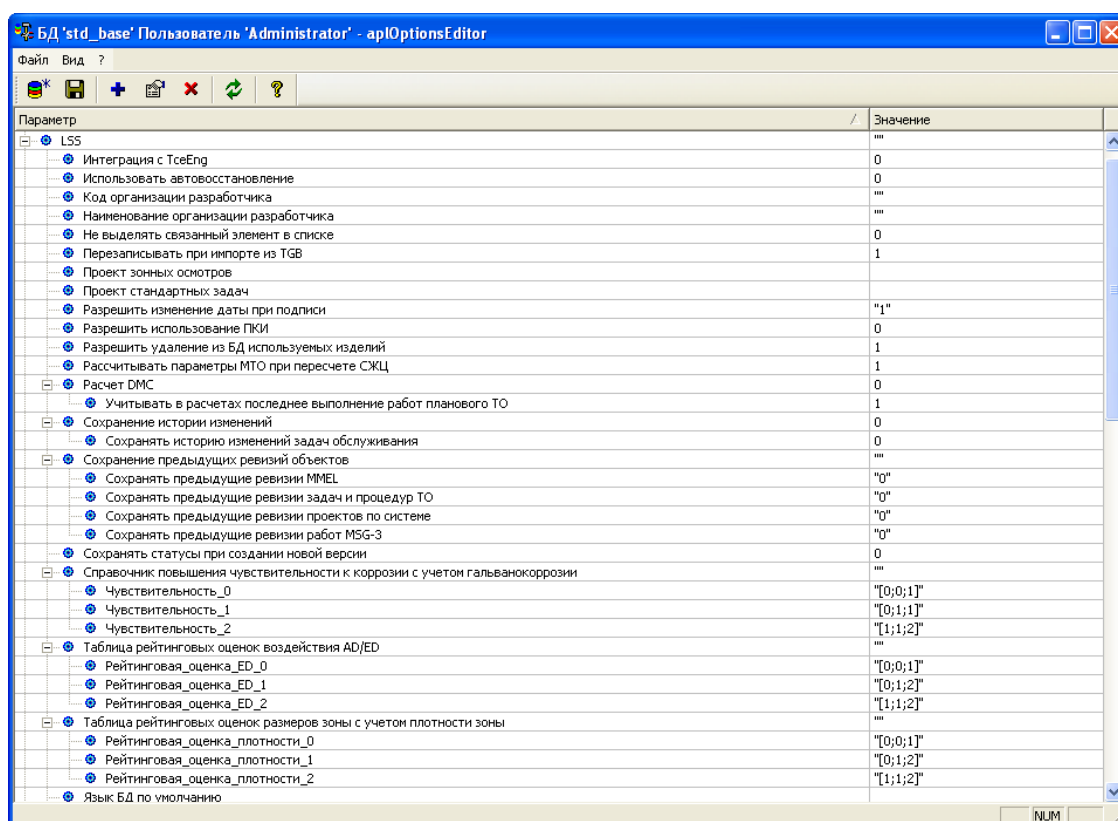 БД 'std_base' Пользователь 'Administrator' - aplOptionsEditor
Файл Вид ?
Параметр Значение
LSS ""
Интеграция с TceEng 0
Использовать автовосстановление 0
Код организации разработчика ""
Наименование организации разработчика ""
Не выделять связанный элемент в списке 0
Перезаписывать при импорте из TGB 1
Проект зонных осмотров
Проект стандартных задач
Разрешить изменение даты при подписи "1"
Разрешить использование ПКИ 0
Разрешить удаление из БД используемых изделий 1
Рассчитывать параметры МТО при пересчете СЖЦ 1
Расчет DMC 0
Учитывать в расчетах последнее выполнение работ планового ТО 1
Сохранение истории изменений 0
Сохранять историю изменений задач обслуживания 0
Сохранение предыдущих ревизий объектов ""
Сохранять предыдущие ревизии MMEL "0"
Сохранять предыдущие ревизии задач и процедур ТО "0"
Сохранять предыдущие ревизии проектов по системе "0"
Сохранять предыдущие ревизии работ MSG-3 "0"
Сохранять статусы при создании новой версии 0
Справочник повышения чувствительности к коррозии с учетом гальванокоррозии ""
Чувствительность_0 "[0;0;1]"
Чувствительность_1 "[0;1;1]"
Чувствительность_2 "[1;1;2]"
Таблица рейтинговых оценок воздействия AD/ED ""
Рейтинговая_оценка_ED_0 "[0;0;1]"
Рейтинговая_оценка_ED_1 "[0;1;2]"
Рейтинговая_оценка_ED_2 "[1;1;2]"
Таблица рейтинговых оценок размеров зоны с учетом плотности зоны ""
Рейтинговая_оценка_плотности_0 "[0;0;1]"
Рейтинговая_оценка_плотности_1 "[0;1;2]"
Рейтинговая_оценка_плотности_2 "[1;1;2]"
Язык БД по умолчанию
NUM